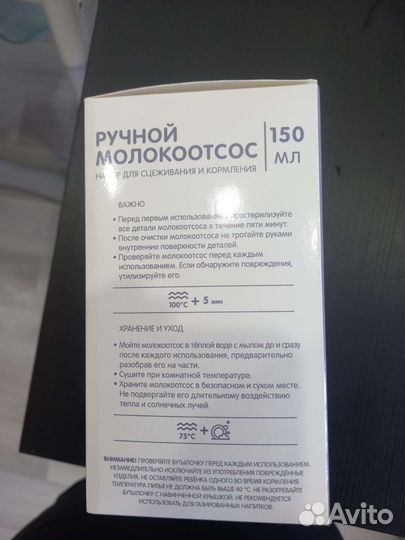 РУЧНОЙ
МОЛОКООТСОС
150
МЛ
НАБОР ДЛЯ СЦЕЖИВАНИЯ И КОРМЛЕНИЯ
ВАЖНО
• Перед первым использованием простерилизуйте
все детали молокоотсоса в течение пяти минут.
• После очистки молокоотсоса не трогайте руками
внутренние поверхности деталей.
• Проверяйте молокоотсос перед каждым
использованием. Если обнаружите повреждения,
утилизируйте его.
100°C + 5 мин
ХРАНЕНИЕ И УХОД
• Мойте молокоотсос в тёплой воде с мылом до и сразу
после каждого использования, предварительно
разобрав его на части.
• Сушите при комнатной температуре.
• Храните молокоотсос в безопасном и сухом месте.
Не подвергайте его длительному воздействию
тепла и солнечных лучей.
75°C +
ВНИМАНИЕ! ПРОВЕРЯЙТЕ БУТЫЛОЧКУ ПЕРЕД КАЖДЫМ ИСПОЛЬЗОВАНИЕМ.
НЕЗАМЕДЛИТЕЛЬНО ИСКЛЮЧИТЕ ИЗ УПОТРЕБЛЕНИЯ ПОВРЕЖДЁННЫЕ
ИЗДЕЛИЯ. НЕ ОСТАВЛЯЙТЕ РЕБЁНКА ОДНОГО ВО ВРЕМЯ КОРМЛЕНИЯ.
ТЕМПЕРАТУРА ПИТЬЯ НЕ ДОЛЖНА БЫТЬ ВЫШЕ 40 °C. НЕ РАЗОГРЕВАЙТЕ
БУТЫЛОЧКУ С НАВИНЧЕННОЙ КРЫШКОЙ. НЕ РЕКОМЕНДУЕТСЯ
ИСПОЛЬЗОВАТЬ ДЛЯ ГАЗИРОВАННЫХ НАПИТКОВ.
Avito